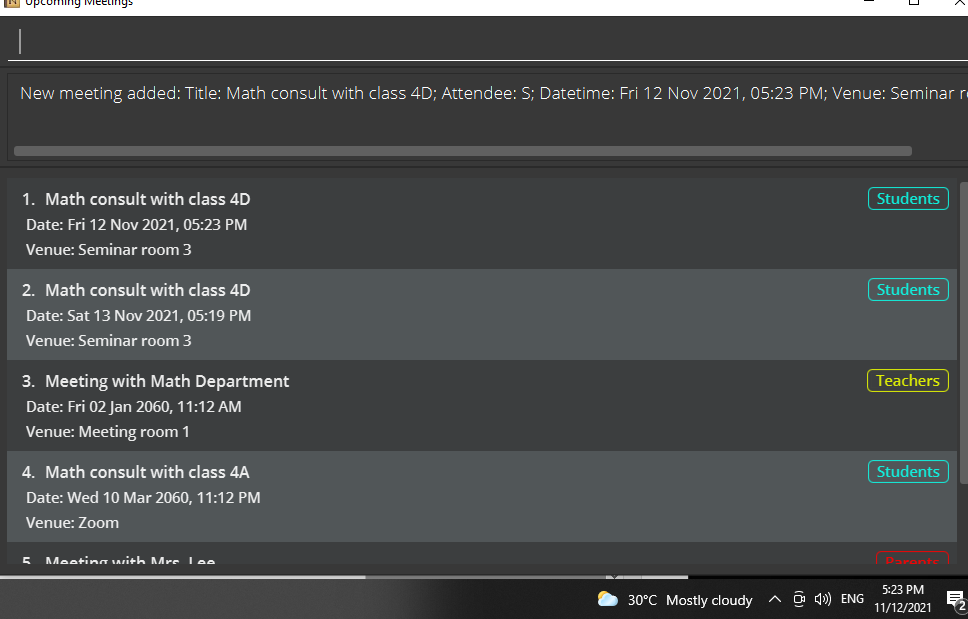 Upcoming Meetings
New meeting added: Title: Math consult with class 4D; Attendee: S; Datetime: Fri 12 Nov 2021, 05:23 PM; Venue: Seminar
1. Math consult with class 4D
Students
Date: Fri 12 Nov 2021, 05:23 PM
Venue: Seminar room 3
2. Math consult with class 4D
Students
Date: Sat 13 Nov 2021, 05:19 PM
Venue: Seminar room 3
3. Meeting with Math Department
Teachers
Date: Fri 02 Jan 2060, 11:12 AM
Venue: Meeting room 1
4. Math consult with class 4A
Students
Date: Wed 10 Mar 2060, 11:12 PM
Venue: Zoom
5. Meeting with Mrs. Lee
Parents
30°C Mostly cloudy
ENG
5:23 PM
11/12/2021
2